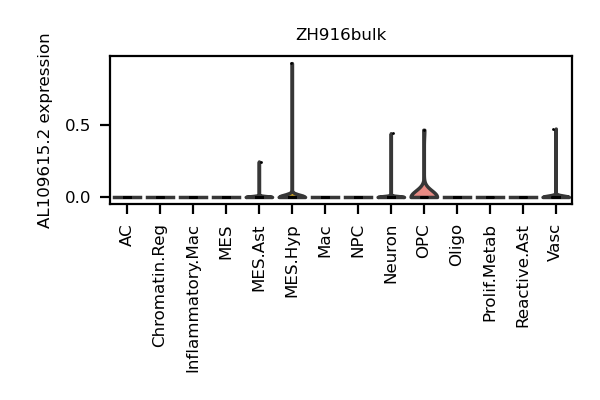 ZH916bulk
AL109615.2 expression
0.5
0.0
AC
Chromatin.Reg
Inflammatory.Mac
MES
MES.Ast
MES.Hyp
Mac
NPC
Neuron
OPC
Oligo
Prolif.Metab
Reactive.Ast
Vasc